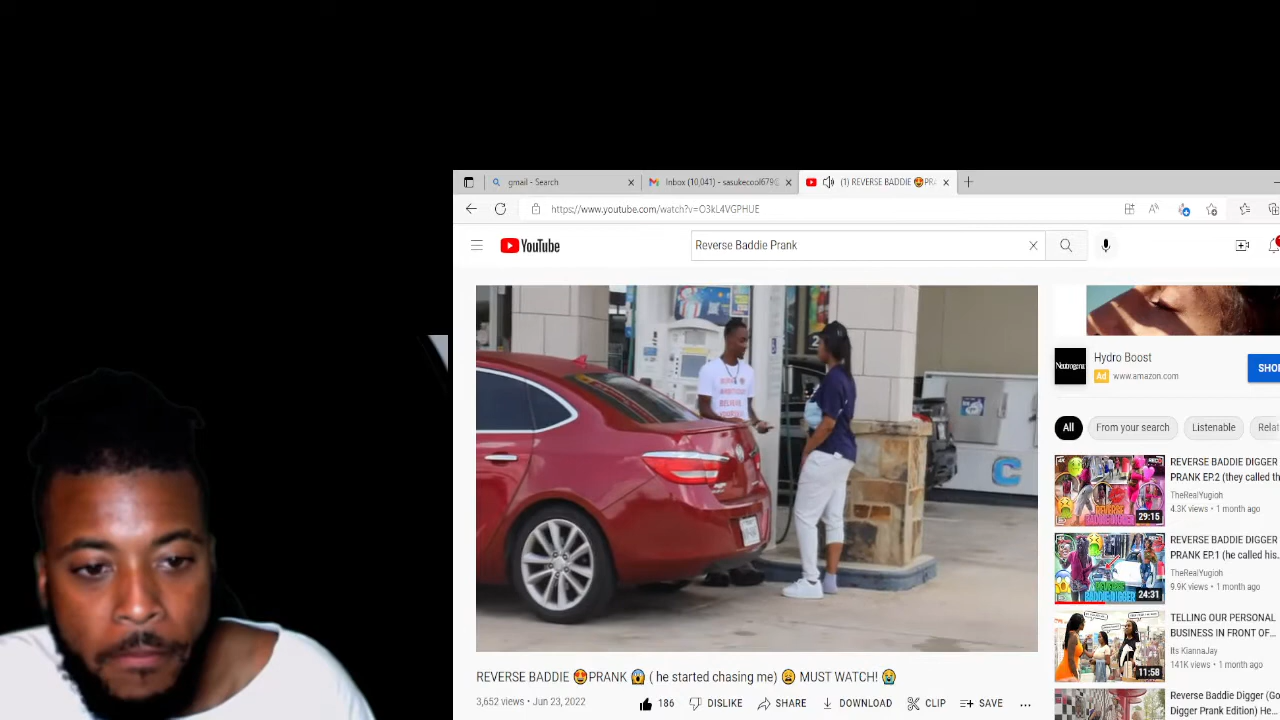 gmail - Search
Inbox (10,041) - sasukecool679@
(1) REVERSE BADDIE 😍PRA
https://www.youtube.com/watch?v=O3kL4VGPHUE
YouTube
Reverse Baddie Prank
2
C
Neutrogena
Hydro Boost
Ad www.amazon.com
SHO
All
From your search
Listenable
Relat
REVERSE BADDIE DIGGER
PRANK EP.2 (they called th
TheRealYugioh
4.3K views • 1 month ago
29:15
REVERSE BADDIE DIGGER
PRANK EP.1 (he called his..
TheRealYugioh
9.9K views • 1 month ago
24:31
TELLING OUR PERSONAL
BUSINESS IN FRONT OF...
Its KiannaJay
141K views • 1 month ago
11:58
Reverse Baddie Digger (Go
Digger Prank Edition) He...
REVERSE BADDIE 😍PRANK 😱 ( he started chasing me) 😩 MUST WATCH! 😭
3,652 views • Jun 23, 2022
186
DISLIKE
SHARE
DOWNLOAD
CLIP
SAVE